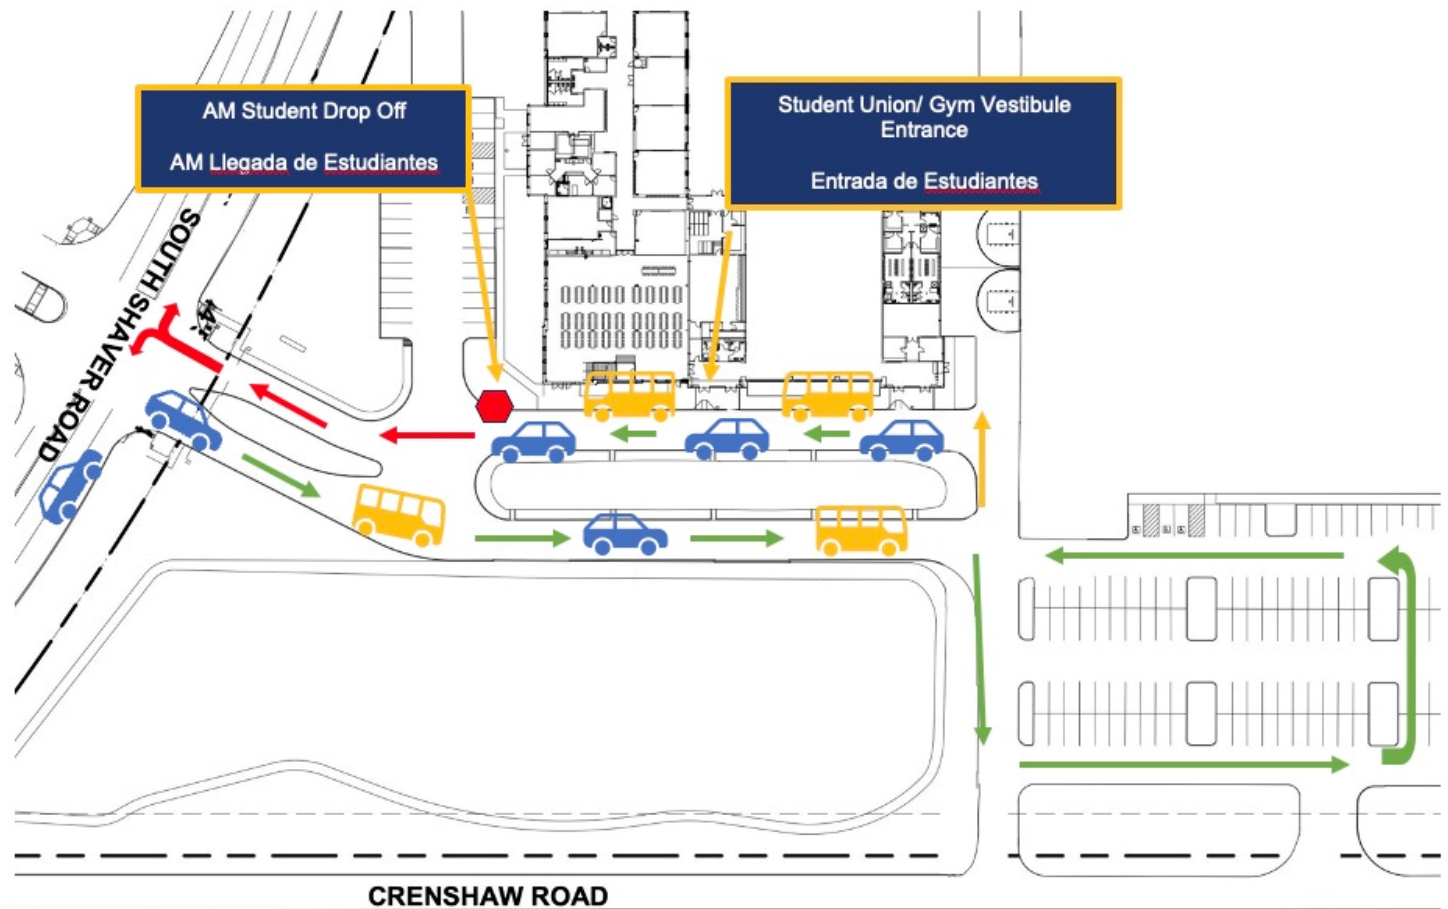 AM Student Drop Off
AM Llegada de Estudiantes
Student Union/ Gym Vestibule
Entrance
Entrada de Estudiantes
SOUTH SHAVER ROAD
CRENSHAW ROAD